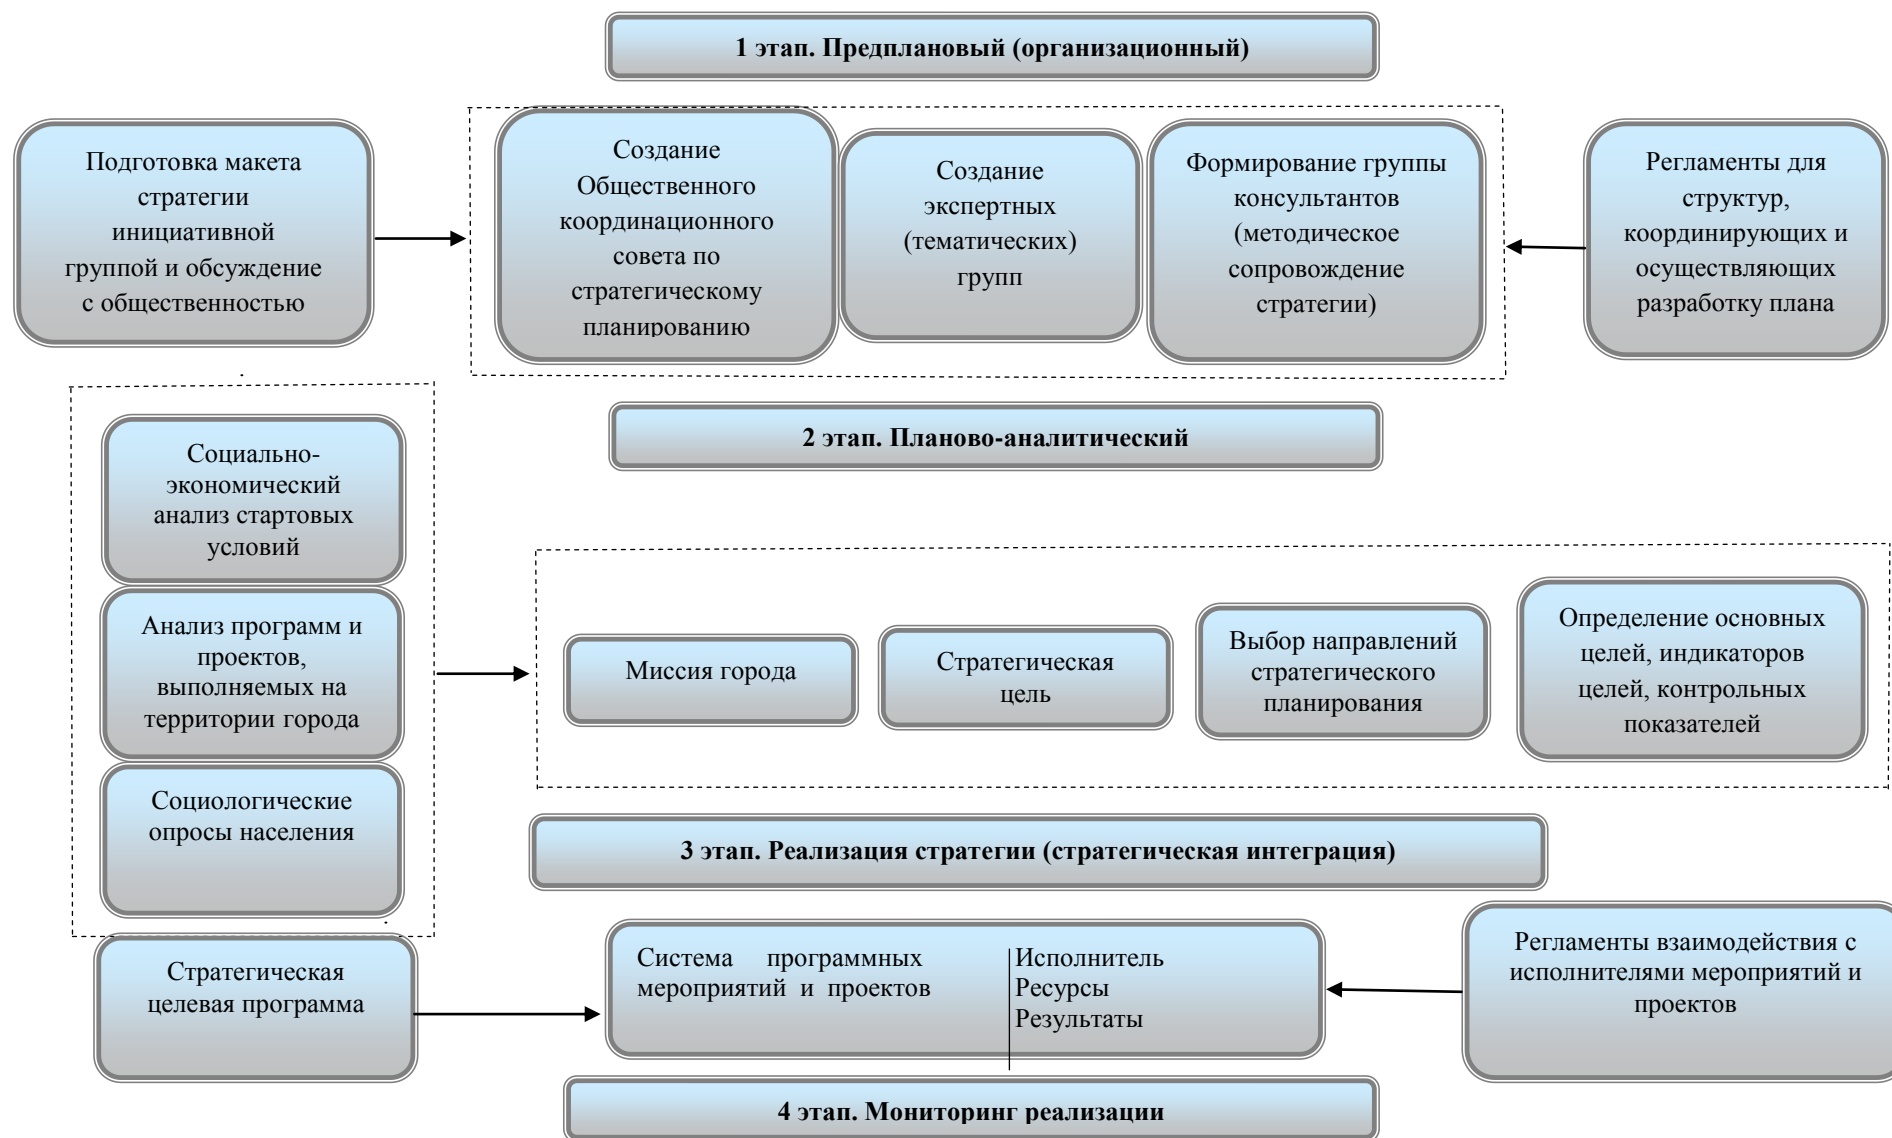 1 этап. Предплановый (организационный)
Подготовка макета
стратегии
инициативной
группой и обсуждение
с общественностью
Создание
Общественного
координационного
совета по
стратегическому
планированию
Создание
экспертных
(тематических)
групп
Формирование группы
консультантов
(методическое
сопровождение
стратегии)
Регламенты для
структур,
координирующих и
осуществляющих
разработку плана
2 этап. Планово-аналитический
Социально-
экономический
анализ стартовых
условий
Анализ программ и
проектов,
выполняемых на
территории города
Социологические
опросы населения
Миссия города
Стратегическая
цель
Выбор направлений
стратегического
планирования
Определение основных
целей, индикаторов
целей, контрольных
показателей
3 этап. Реализация стратегии (стратегическая интеграция)
Стратегическая
целевая программа
Система программных
мероприятий и проектов
Исполнитель
Ресурсы
Результаты
Регламенты взаимодействия с
исполнителями мероприятий и
проектов
4 этап. Мониторинг реализации